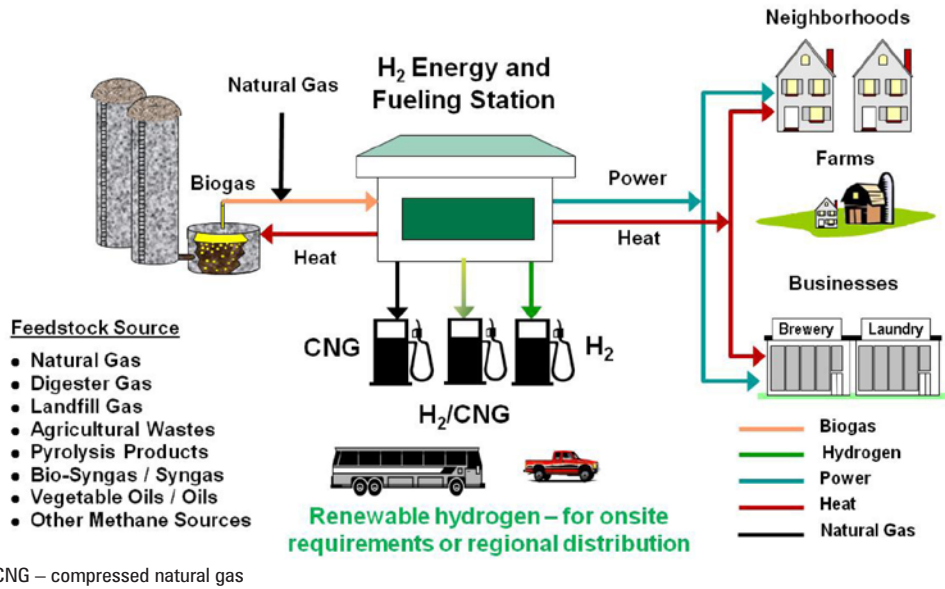 Neighborhoods
H2 Energy and
Fueling Station
Natural Gas
Biogas
Heat
Power
Heat
Farms
Businesses
Brewery
Laundry
CNG
H2
H2/CNG
Feedstock Source
• Natural Gas
• Digester Gas
• Landfill Gas
• Agricultural Wastes
• Pyrolysis Products
• Bio-Syngas / Syngas
• Vegetable Oils / Oils
• Other Methane Sources
Biogas
Hydrogen
Power
Heat
Natural Gas
Renewable hydrogen – for onsite
requirements or regional distribution
CNG – compressed natural gas